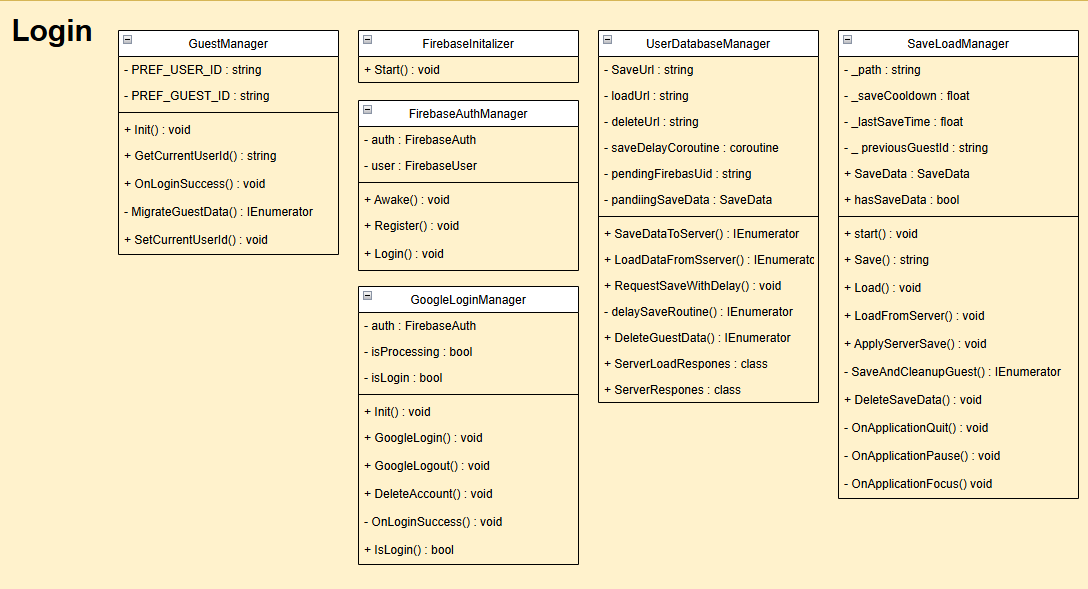 Login
GuestManager
- PREF_USER_ID : string
- PREF_GUEST_ID : string
+ Init() : void
+ GetCurrentUserId() : string
+ OnLoginSuccess() : void
- MigrateGuestData() : IEnumerator
+ SetCurrentUserId() : void
FirebaseInitalizer
+ Start() : void
FirebaseAuthManager
- auth : FirebaseAuth
- user : FirebaseUser
+ Awake() : void
+ Register() : void
+ Login() : void
GoogleLoginManager
- auth : FirebaseAuth
- isProcessing : bool
- isLogin : bool
+ Init() : void
+ GoogleLogin() : void
+ GoogleLogout() : void
+ DeleteAccount() : void
- OnLoginSuccess() : void
+ IsLogin() : bool
UserDatabaseManager
- SaveUrl : string
- loadUrl : string
- deleteUrl : string
- saveDelayCoroutine : coroutine
- pendingFirebasUid : string
- pandiingSaveData : SaveData
+ SaveDataToServer() : IEnumerator
+ LoadDataFromSserver() : IEnumeratc
+ RequestSaveWithDelay() : void
- delaySaveRoutine() : IEnumerator
+ DeleteGuestData() : IEnumerator
+ ServerLoadRespones : class
+ ServerRespones : class
SaveLoadManager
- _path : string
- _saveCooldown : float
- _lastSaveTime : float
- _ previousGuestId : string
+ SaveData : SaveData
+ hasSaveData : bool
+ start() : void
+ Save() : string
+ Load() : void
+ LoadFromServer() : void
+ ApplyServerSave() : void
- SaveAndCleanupGuest() : IEnumerator
+ DeleteSaveData() : void
- OnApplicationQuit() : void
- OnApplicationPause() : void
- OnApplicationFocus() void